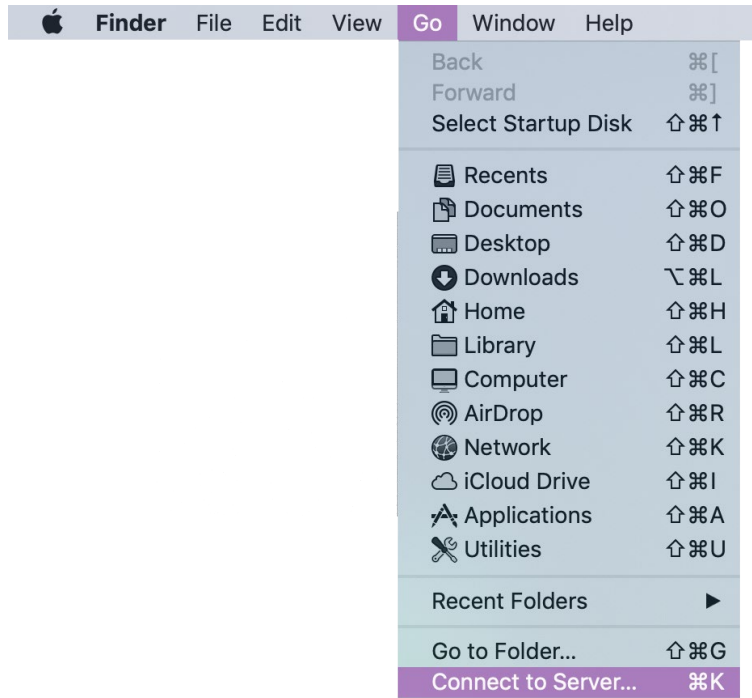 Finder File Edit View Go Window Help
Back ⌘[
Forward ⌘]
Select Startup Disk ⇧⌘↑
Recents ⇧⌘F
Documents ⇧⌘O
Desktop ⇧⌘D
Downloads ⌥⌘L
Home ⇧⌘H
Library ⇧⌘L
Computer ⇧⌘C
AirDrop ⇧⌘R
Network ⇧⌘K
iCloud Drive ⇧⌘I
Applications ⇧⌘A
Utilities ⇧⌘U
Recent Folders ▶
Go to Folder... ⇧⌘G
Connect to Server... ⌘K